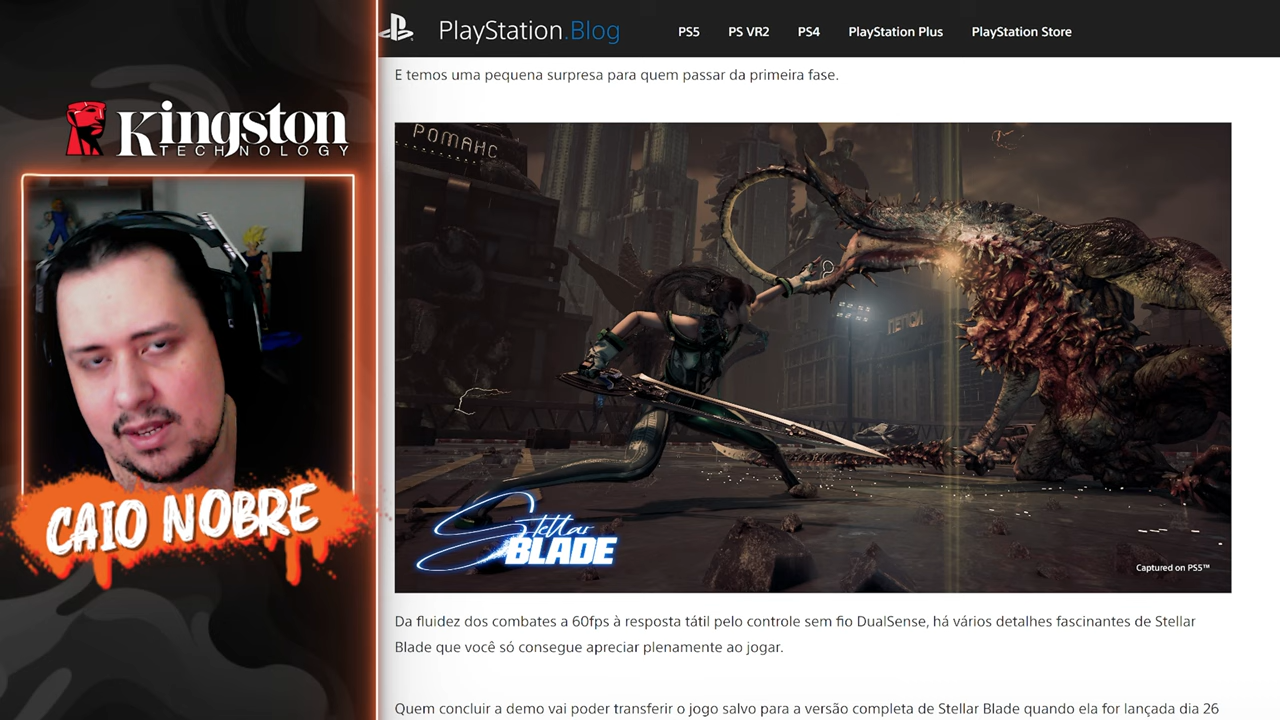 PlayStation.Blog
PS5
PS VR2
PS4
PlayStation Plus
PlayStation Store
E temos uma pequena surpresa para quem passar da primeira fase.
Kingston
TECHNOLOGY
РОМАНС
ПЕПСИ
CAIO NOBRE
Stellar
BLADE
Captured on PS5™
Da fluidez dos combates a 60fps à resposta tátil pelo controle sem fio DualSense, há vários detalhes fascinantes de Stellar
Blade que você só consegue apreciar plenamente ao jogar.
Quem concluir a demo vai poder transferir o jogo salvo para a versão completa de Stellar Blade quando ela for lançada dia 26